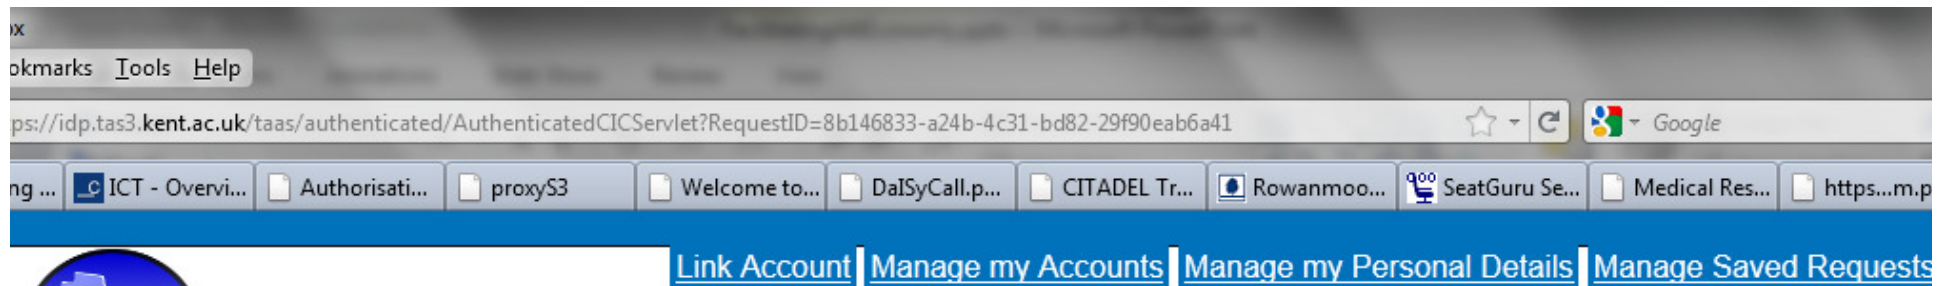 ox
okmarks Tools Help
ps://idp.tas3.kent.ac.uk/taas/authenticated/AuthenticatedCICServlet?RequestID=8b146833-a24b-4c31-bd82-29f90eab6a41 Google
ng ... ICT - Overvi... Authorisati... proxyS3 Welcome to... DaISyCall.p... CITADEL Tr... Rowanmoo... SeatGuru Se... Medical Res... https...m.p
Link Account Manage my Accounts Manage my Personal Details Manage Saved Requests